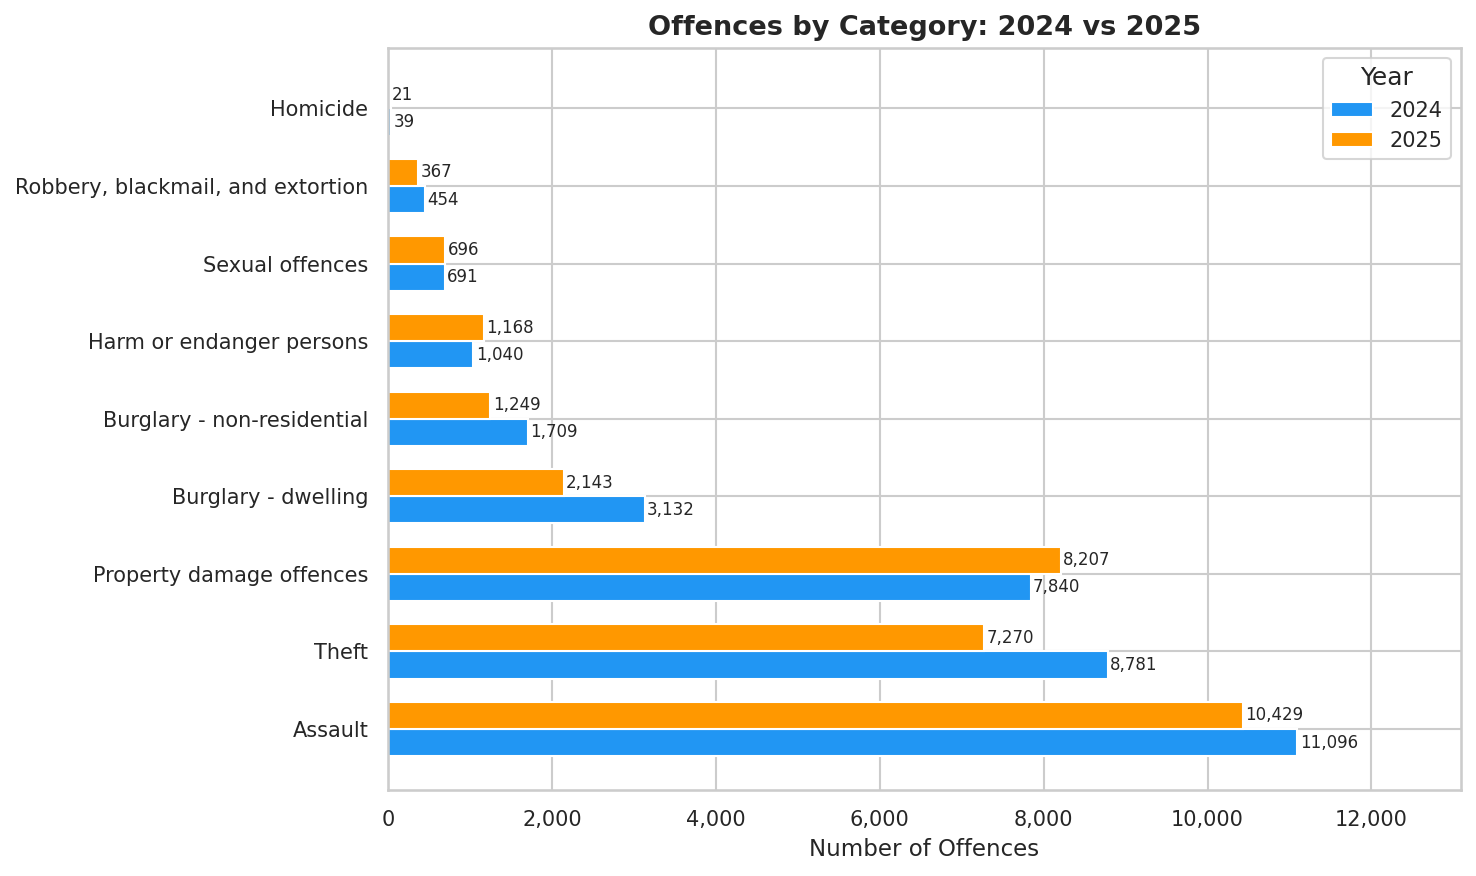 Offences by Category: 2024 vs 2025
Year
2024
2025
Homicide
21
39
Robbery, blackmail, and extortion
367
454
Sexual offences
696
691
Harm or endanger persons
1,168
1,040
Burglary - non-residential
1,249
1,709
Burglary - dwelling
2,143
3,132
Property damage offences
8,207
7,840
Theft
7,270
8,781
Assault
10,429
11,096
0 2,000 4,000 6,000 8,000 10,000 12,000
Number of Offences